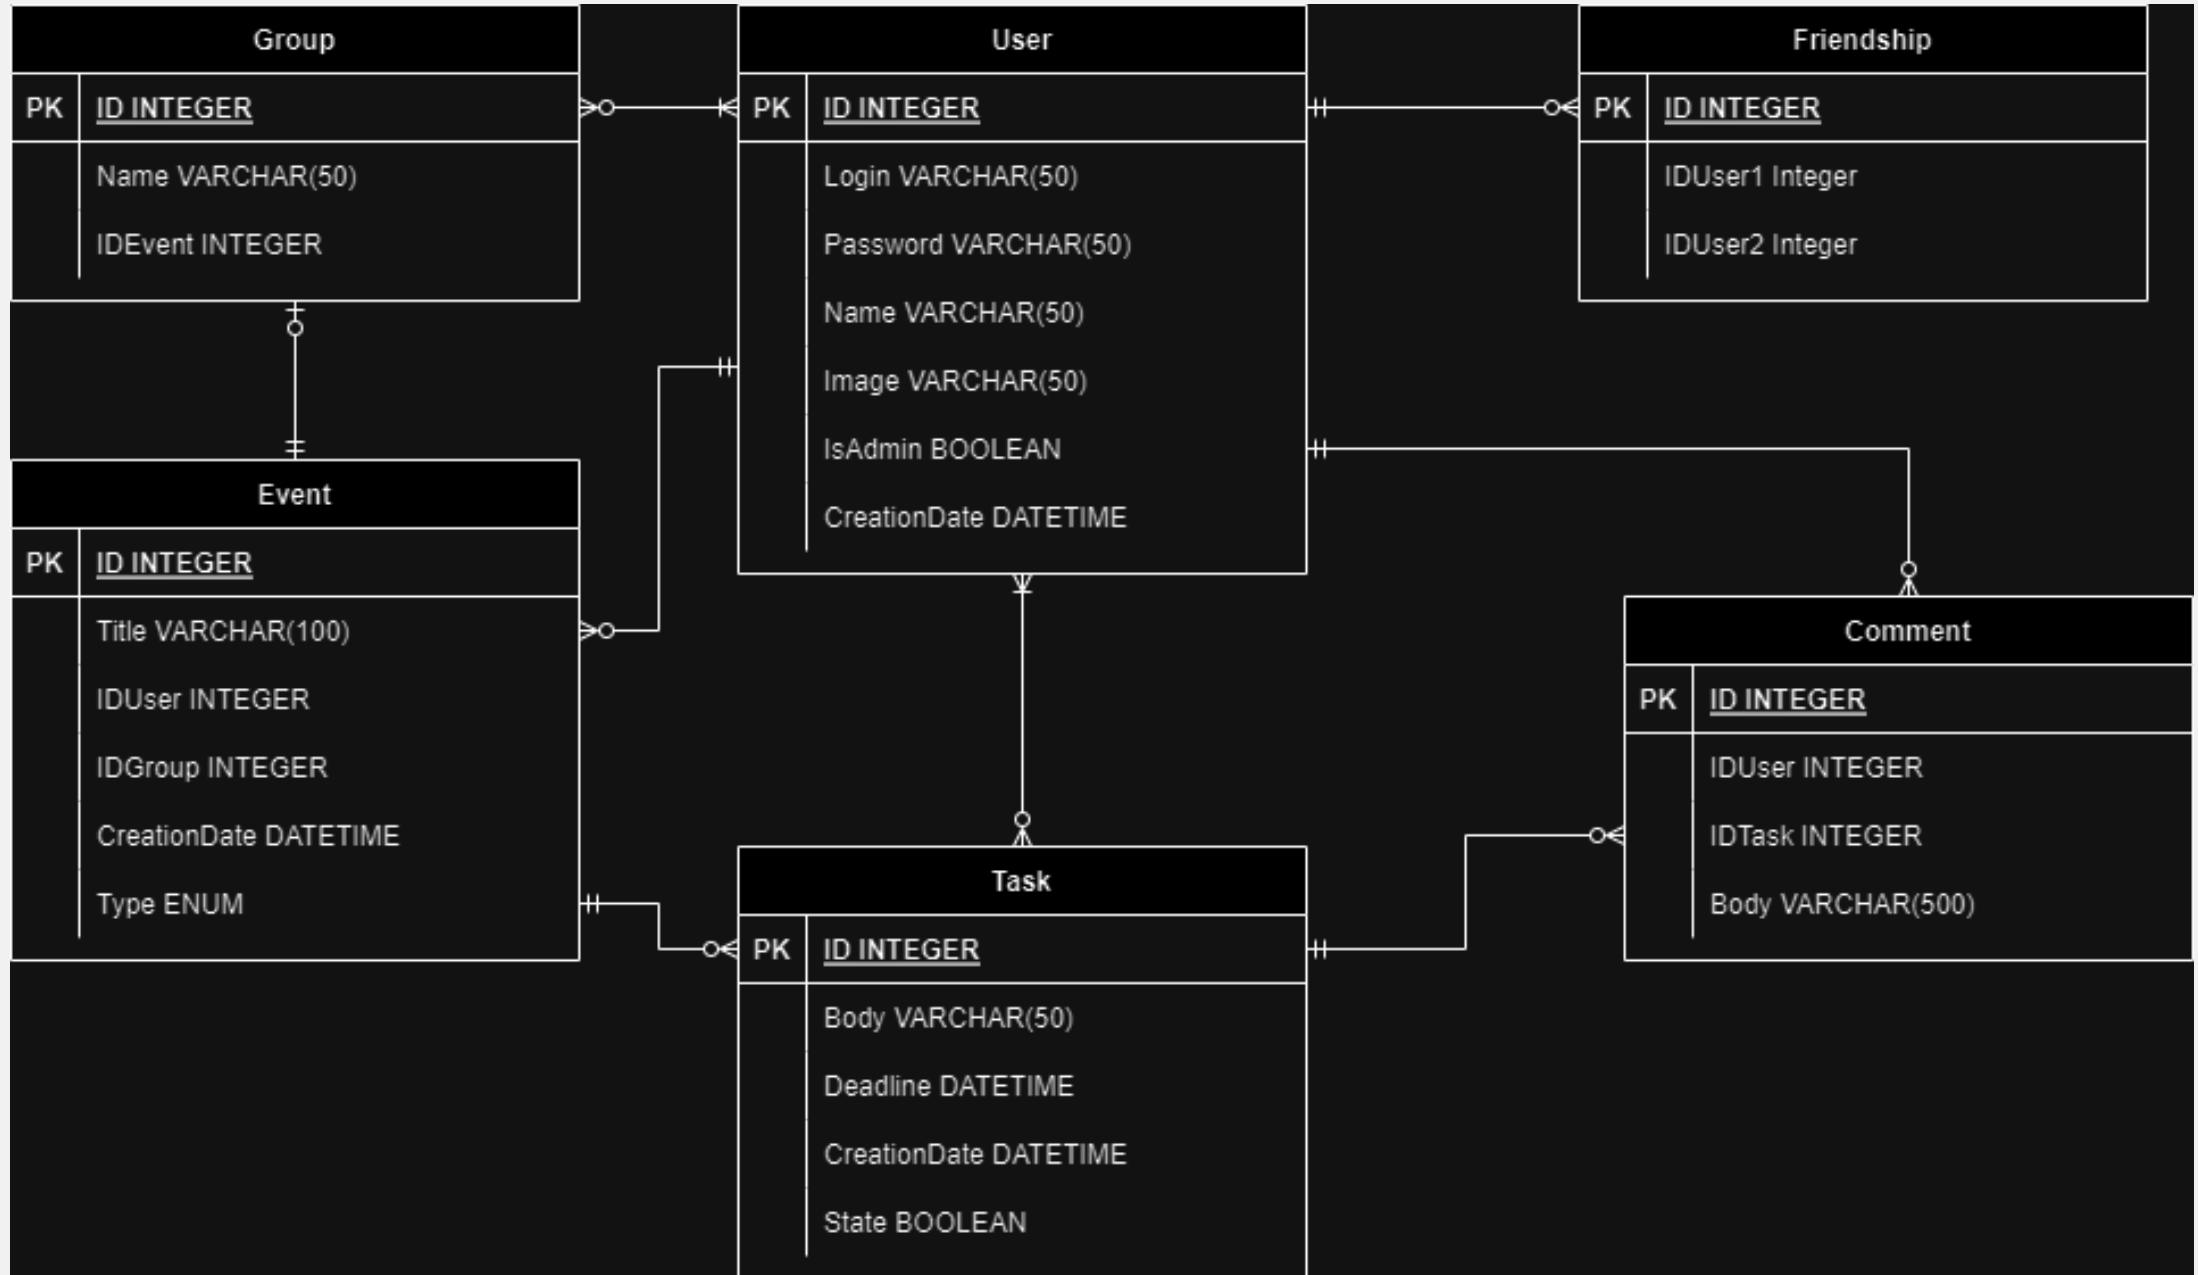 Group
PK ID INTEGER
Name VARCHAR(50)
IDEvent INTEGER
User
PK ID INTEGER
Login VARCHAR(50)
Password VARCHAR(50)
Name VARCHAR(50)
Image VARCHAR(50)
IsAdmin BOOLEAN
CreationDate DATETIME
Friendship
PK ID INTEGER
IDUser1 Integer
IDUser2 Integer
Event
PK ID INTEGER
Title VARCHAR(100)
IDUser INTEGER
IDGroup INTEGER
CreationDate DATETIME
Type ENUM
Task
PK ID INTEGER
Body VARCHAR(50)
Deadline DATETIME
CreationDate DATETIME
State BOOLEAN
Comment
PK ID INTEGER
IDUser INTEGER
IDTask INTEGER
Body VARCHAR(500)